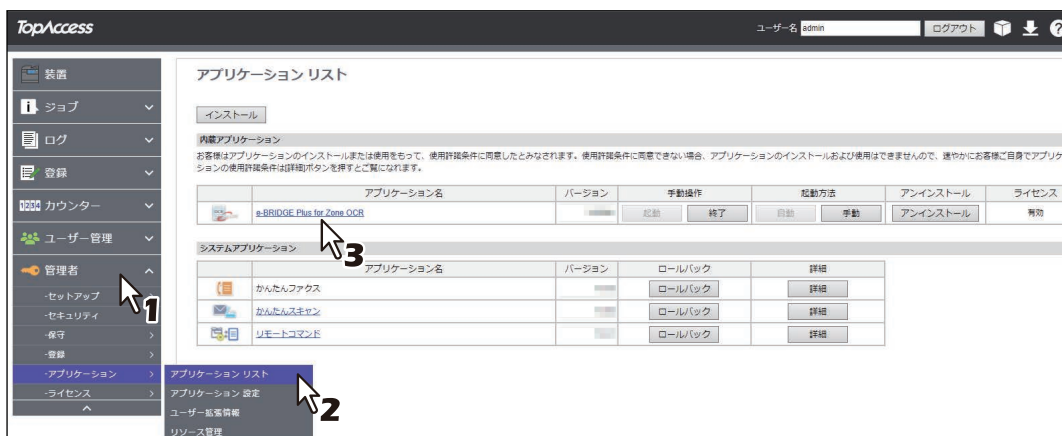 TopAccess
ユーザー名 admin ログアウト
装置
ジョブ
ログ
登録
カウンター
ユーザー管理
管理者
-セットアップ
-セキュリティ
-保守
-登録
-アプリケーション
-ライセンス
アプリケーション リスト
アプリケーション 設定
ユーザー拡張情報
リソース管理
1
2
3
アプリケーション リスト
インストール
内蔵アプリケーション
お客様はアプリケーションのインストールまたは使用をもって、使用許諾条件に同意したとみなされます。使用許諾条件に同意できない場合、アプリケーションのインストールおよび使用はできませんので、速やかにお客様ご自身でアプリケ
ションの使用許諾条件は[詳細]ボタンを押すとご覧になれます。
アプリケーション名 バージョン 手動操作 起動方法 アンインストール ライセンス
e-BRIDGE Plus for Zone OCR 起動 終了 自動 手動 アンインストール 有効
システムアプリケーション
アプリケーション名 バージョン ロールバック 詳細
かんたんファクス ロールバック 詳細
かんたんスキャン ロールバック 詳細
リモートコマンド ロールバック 詳細